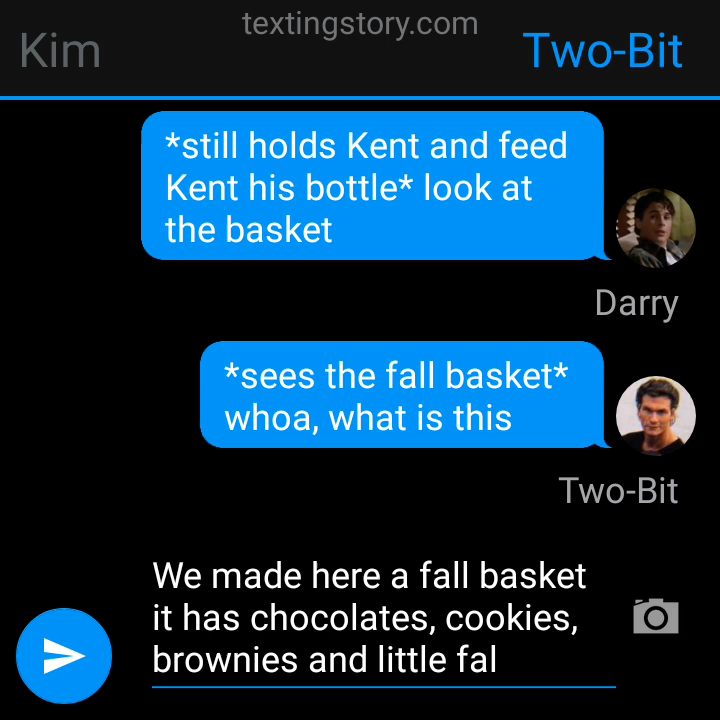 textingstory.com
Kim
Two-Bit
*still holds Kent and feed
Kent his bottle* look at
the basket
Darry
*sees the fall basket*
whoa, what is this
Two-Bit
We made here a fall basket
it has chocolates, cookies,
brownies and little fal